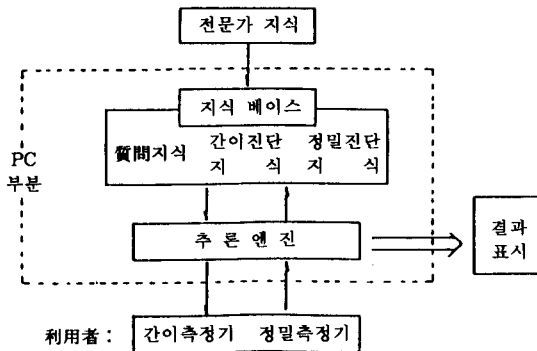 전문가 지식
지식 베이스
質問지식 간이진단 정밀진단
지 식 지 식
PC
부분
추 론 엔 진
결과
표시
利用者 : 간이측정기 정밀측정기